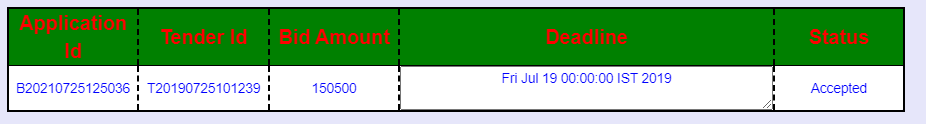 Application Id Tender Id Bid Amount Deadline Status
B20210725125036 T20190725101239 150500 Fri Jul 19 00:00:00 IST 2019 Accepted